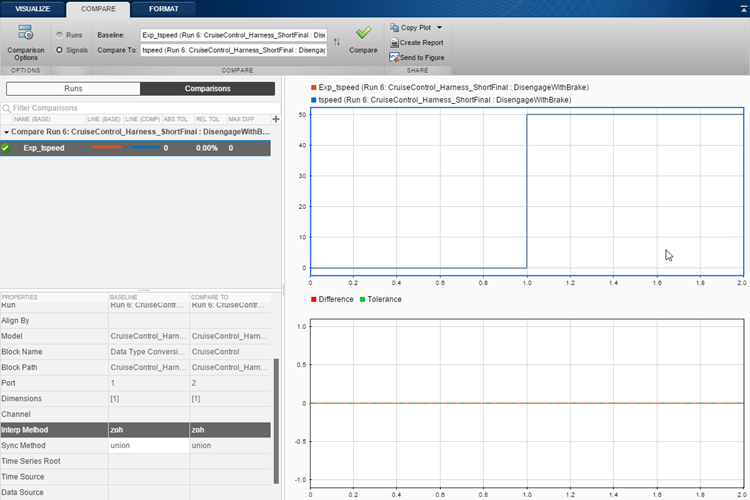 VISUALIZE COMPARE FORMAT
Comparison Options
Runs
Signals
Baseline: Exp_tspeed (Run 6: CruiseControl_Harness_ShortFinal : Dise
Compare To: tspeed (Run 6: CruiseControl_Harness_ShortFinal : Disengag
Compare
Copy Plot
Create Report
Send to Figure
OPTIONS COMPARE SHARE
Runs Comparisons
Filter Comparisons
NAME (BASE) LINE (BASE) LINE (COMP) ABS TOL REL TOL MAX DIFF
Compare Run 6: CruiseControl_Harness_ShortFinal : DisengageWithB...
Exp_tspeed 0 0.00% 0
PROPERTIES BASELINE COMPARE TO
Run Run 6: CruiseContr... Run 6: CruiseContr...
Align By
Model CruiseControl_Harn... CruiseControl_Harn...
Block Name Data Type Conversi... CruiseControl
Block Path CruiseControl_Harn... CruiseControl_Harn...
Port 1 2
Dimensions [1] [1]
Channel
Interp Method zoh zoh
Sync Method union union
Time Series Root
Time Source
Data Source
Exp_tspeed (Run 6: CruiseControl_Harness_ShortFinal : DisengageWithBrake)
tspeed (Run 6: CruiseControl_Harness_ShortFinal : DisengageWithBrake)
50
40
30
20
10
0
0 0.2 0.4 0.6 0.8 1.0 1.2 1.4 1.6 1.8 2.0
Difference Tolerance
1.0
0.5
0
-0.5
-1.0
0 0.2 0.4 0.6 0.8 1.0 1.2 1.4 1.6 1.8 2.0